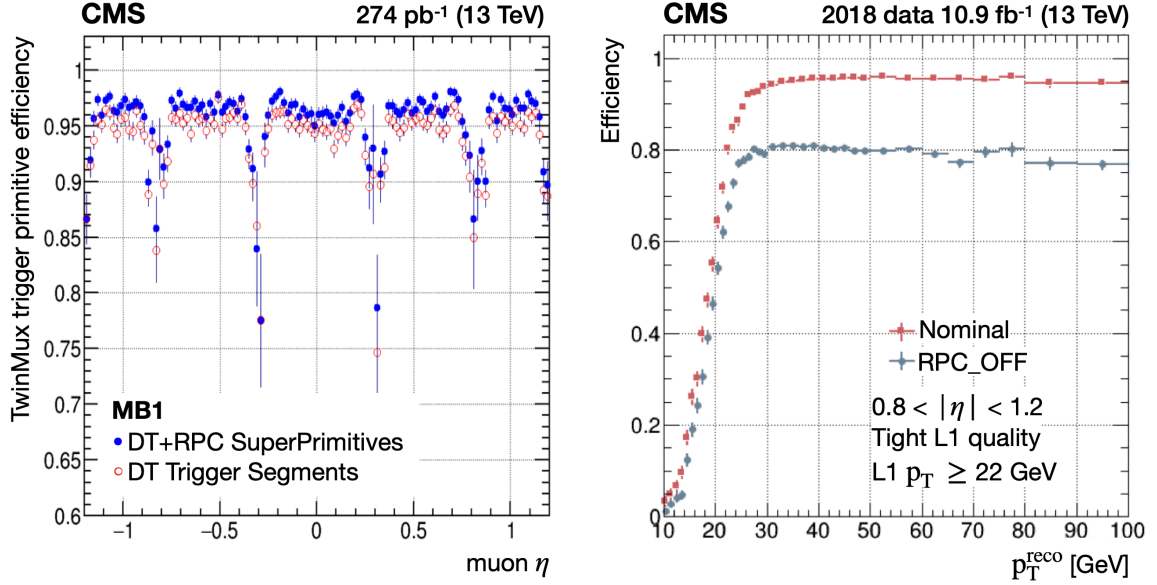 CMS 274 pb⁻¹ (13 TeV)
TwinMux trigger primitive efficiency
1
0.95
0.9
0.85
0.8
0.75
0.7
0.65
0.6
MB1
DT+RPC SuperPrimitives
DT Trigger Segments
−1 −0.5 0 0.5 1
muon η
CMS 2018 data 10.9 fb⁻¹ (13 TeV)
Efficiency
1
0.8
0.6
0.4
0.2
0
Nominal
RPC_OFF
0.8 < |η| < 1.2
Tight L1 quality
L1 p_T ≥ 22 GeV
10 20 30 40 50 60 70 80 90 100
p_T^reco [GeV]